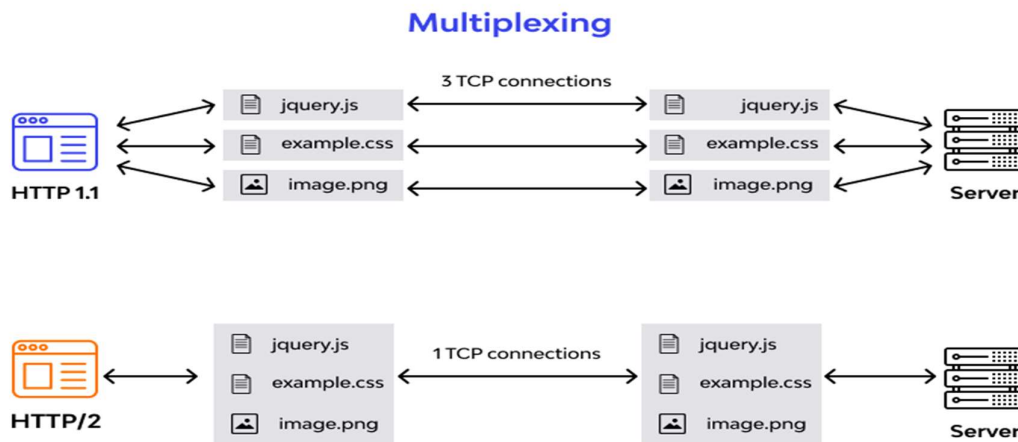 Multiplexing
3 TCP connections
jquery.js
jquery.js
example.css
example.css
image.png
image.png
HTTP 1.1
Server
jquery.js
jquery.js
1 TCP connections
example.css
example.css
HTTP/2
image.png
image.png
Server